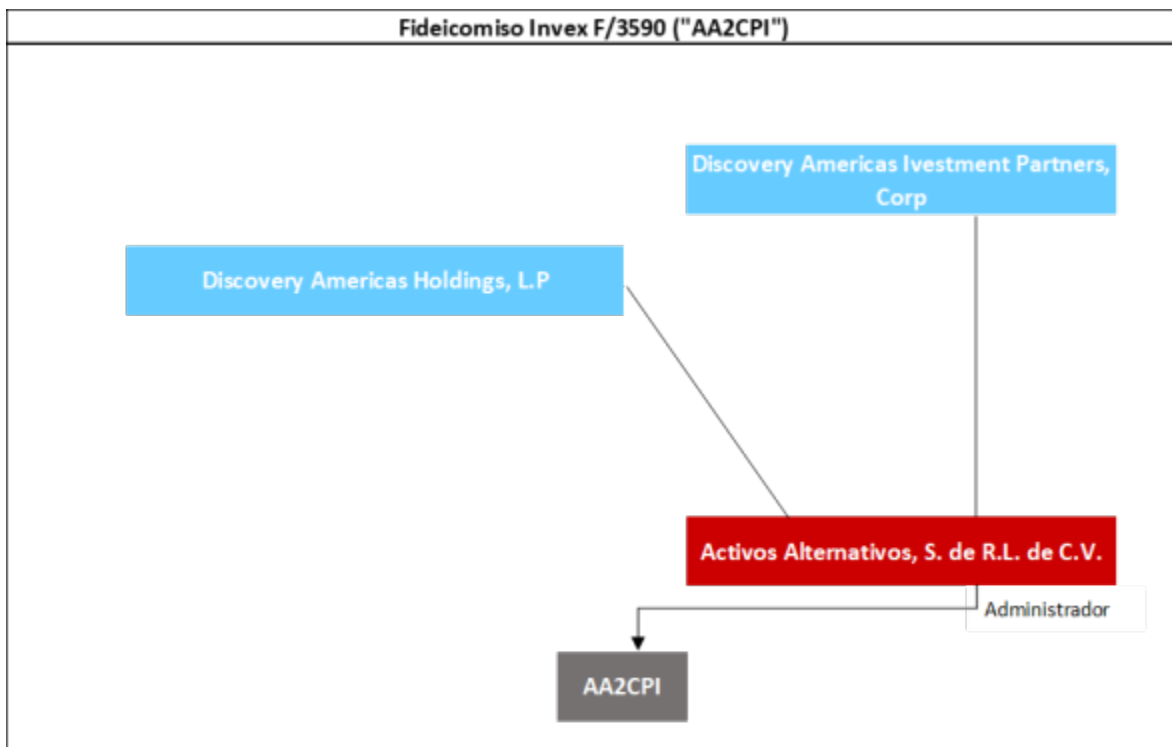 Fideicomiso Invex F/3590 ("AA2CPI")
Discovery Americas Ivestment Partners,
Corp
Discovery Americas Holdings, L.P
Activos Alternativos, S. de R.L. de C.V.
Administrador
AA2CPI